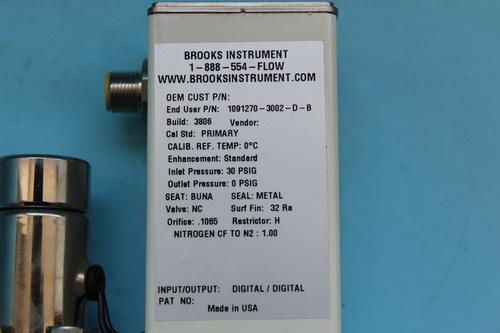 BROOKS INSTRUMENT
1-888-554-FLOW
WWW.BROOKSINSTRUMENT.COM
OEM CUST P/N:
End User P/N: 1091270-3002-D-B
Build: 3806 Vendor:
Cal Std: PRIMARY
CALIB. REF. TEMP: 0°C
Enhancement: Standard
Inlet Pressure: 30 PSIG
Outlet Pressure: 0 PSIG
SEAT: BUNA SEAL: METAL
Valve: NC Surf Fin: 32 Ra
Orifice: .1065 Restrictor: H
NITROGEN CF TO N2 : 1.00
INPUT/OUTPUT: DIGITAL / DIGITAL
PAT NO:
Made in USA